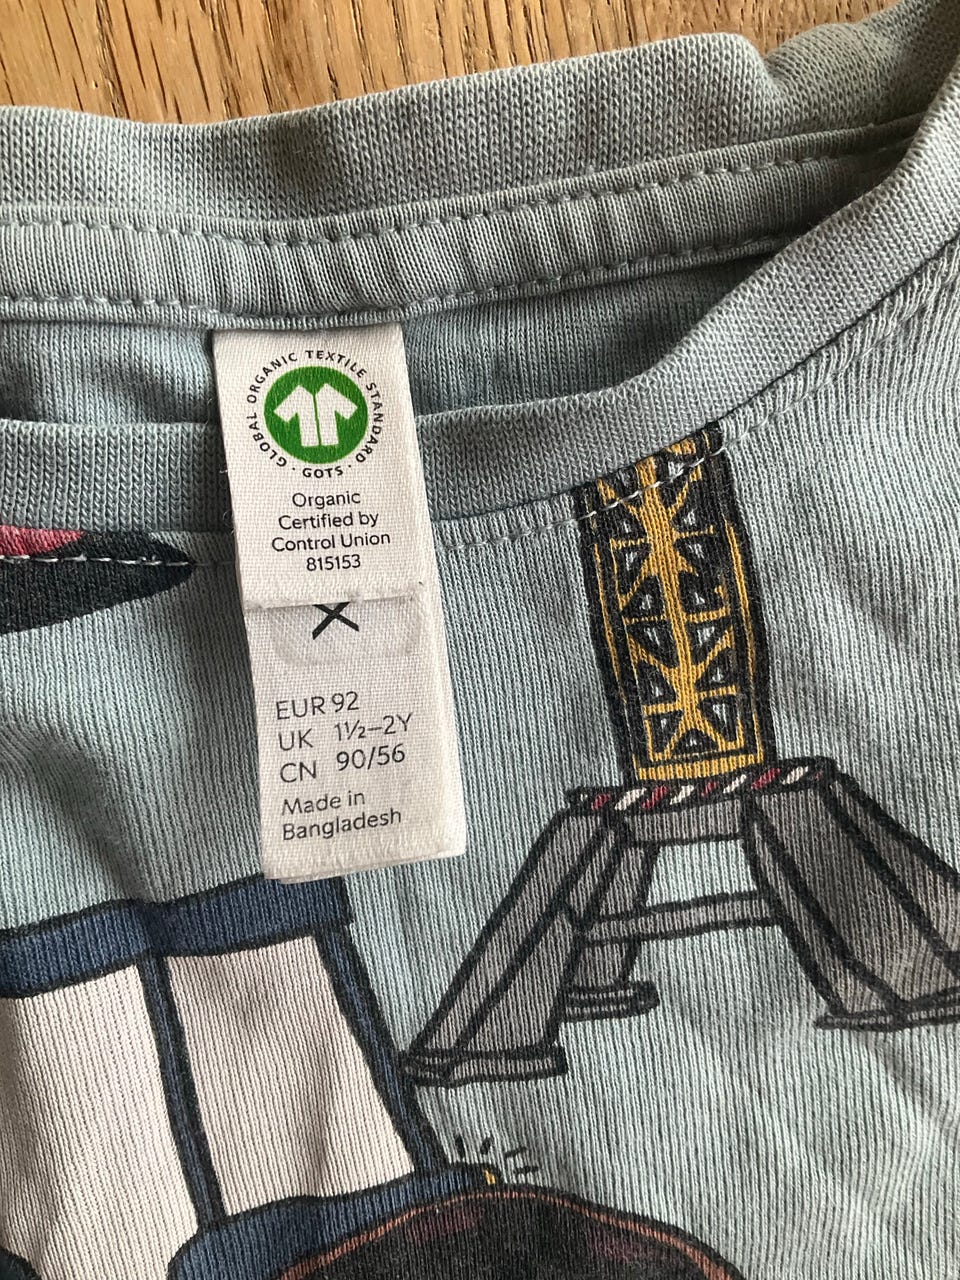 GLOBAL ORGANIC TEXTILE STANDARD · GOTS ·
Organic
Certified by
Control Union
815153
X
EUR 92
UK 1½–2Y
CN 90/56
Made in
Bangladesh